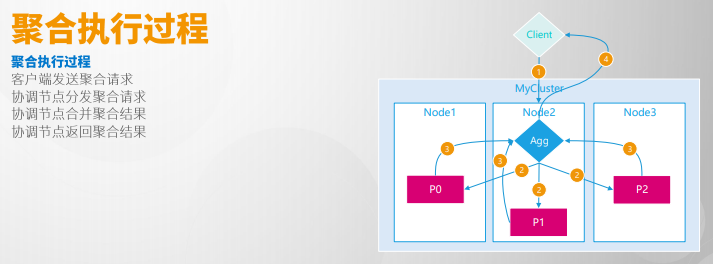 聚合执行过程
聚合执行过程
客户端发送聚合请求
协调节点分发聚合请求
协调节点合并聚合结果
协调节点返回聚合结果
Client
4
1
MyCluster
Node1
Node2
Node3
Agg
3
3
3
2
2
2
P0
P1
P2